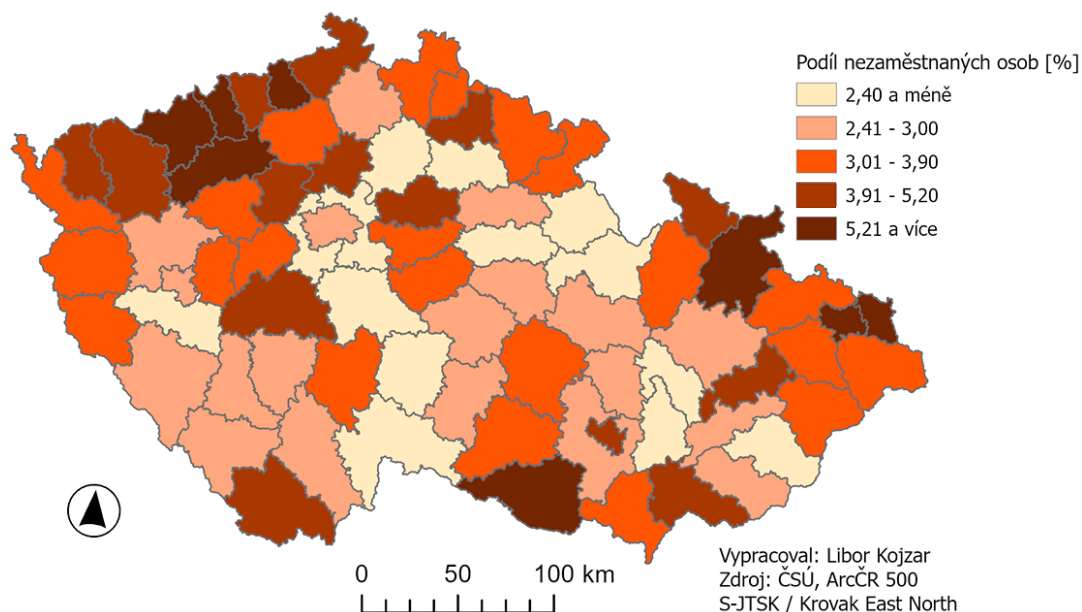 Podíl nezaměstnaných osob [%]
2,40 a méně
2,41 - 3,00
3,01 - 3,90
3,91 - 5,20
5,21 a více
0 50 100 km
Vypracoval: Libor Kojzar
Zdroj: ČSÚ, ArcČR 500
S-JTSK / Krovak East North